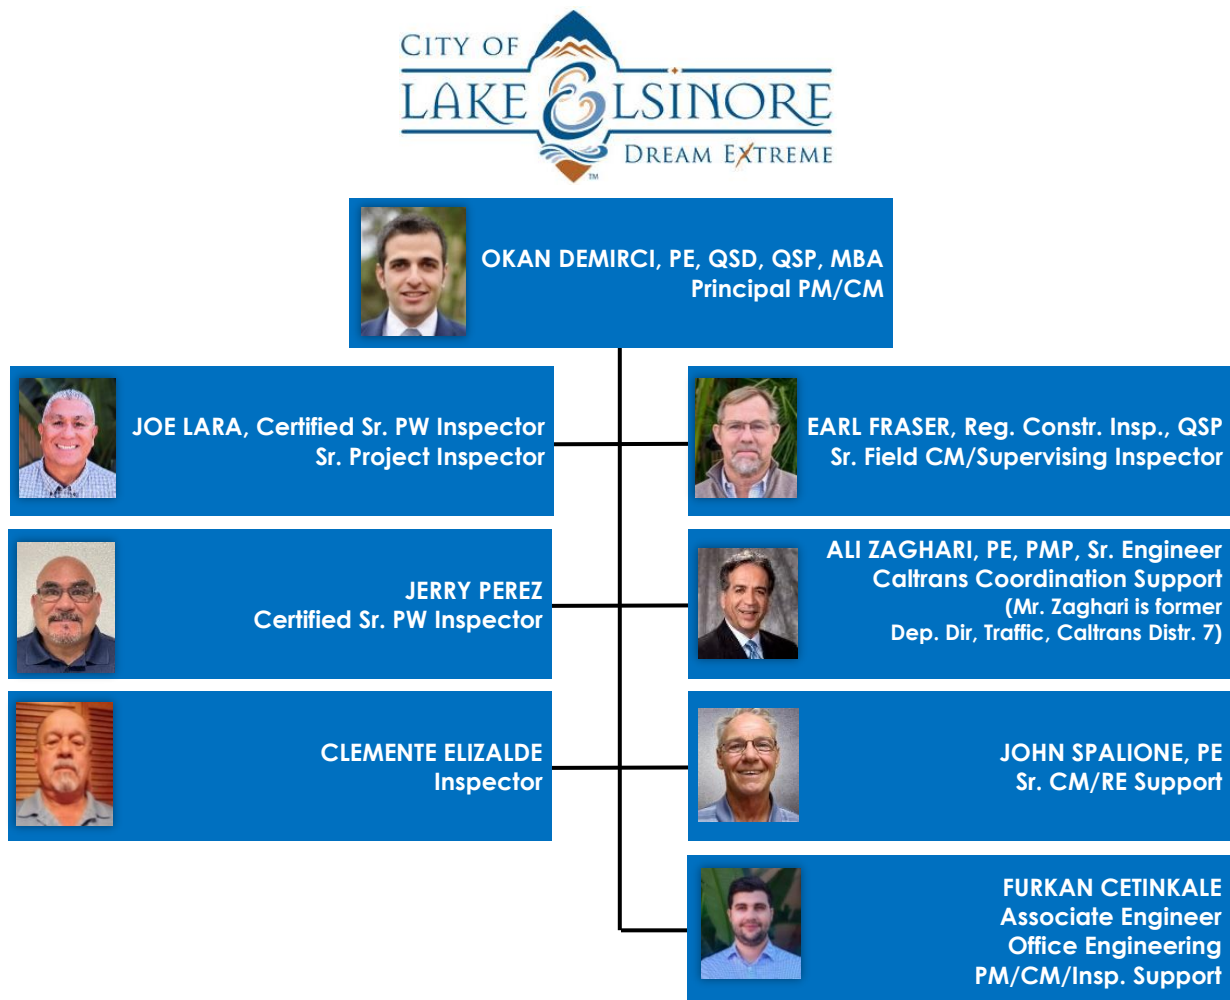 CITY OF
LAKE ELSINORE
DREAM EXTREME
TM
OKAN DEMIRCI, PE, QSD, QSP, MBA
Principal PM/CM
JOE LARA, Certified Sr. PW Inspector
Sr. Project Inspector
EARL FRASER, Reg. Constr. Insp., QSP
Sr. Field CM/Supervising Inspector
JERRY PEREZ
Certified Sr. PW Inspector
ALI ZAGHARI, PE, PMP, Sr. Engineer
Caltrans Coordination Support
(Mr. Zaghari is former
Dep. Dir, Traffic, Caltrans Distr. 7)
CLEMENTE ELIZALDE
Inspector
JOHN SPALIONE, PE
Sr. CM/RE Support
FURKAN CETINKALE
Associate Engineer
Office Engineering
PM/CM/Insp. Support